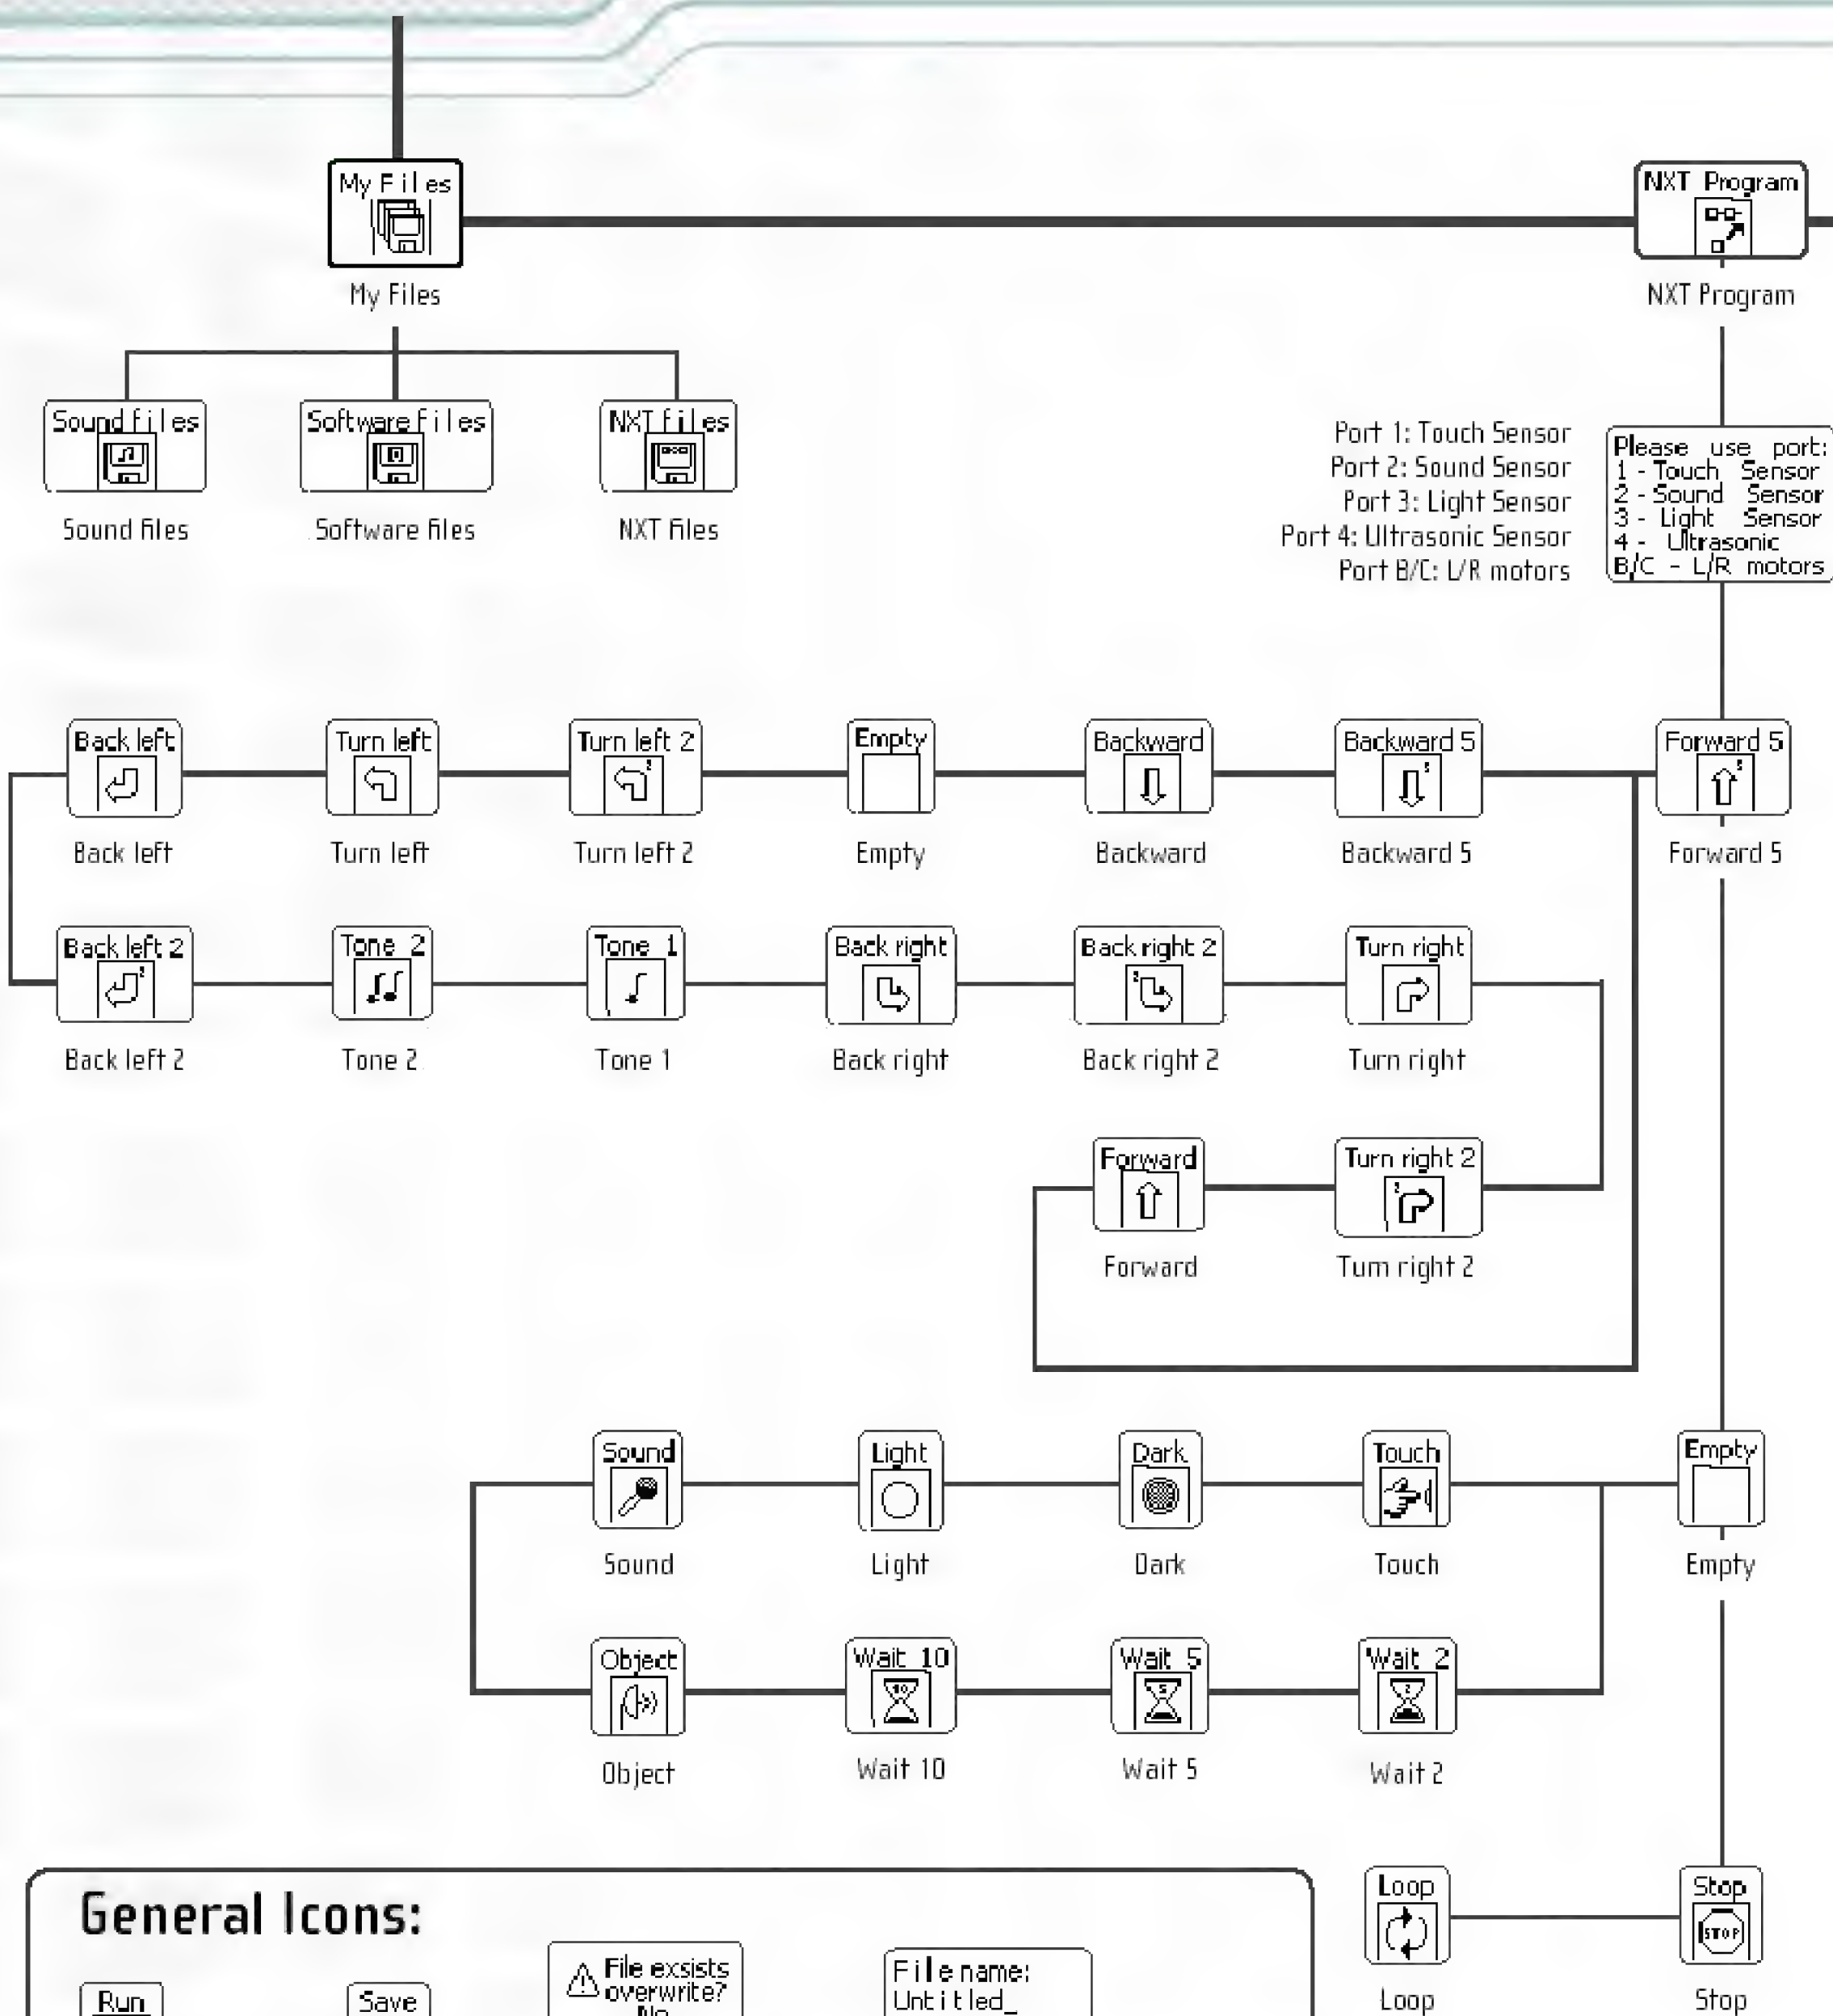 My Files
NXT Program
My Files
NXT Program
Sound files
Software files
NXT files
Sound files
Software files
NXT files
Port 1: Touch Sensor
Port 2: Sound Sensor
Port 3: Light Sensor
Port 4: Ultrasonic Sensor
Port B/C: L/R motors
Please use port:
1 - Touch Sensor
2 - Sound Sensor
3 - Light Sensor
4 - Ultrasonic
B/C - L/R motors
Back left
Turn left
Turn left 2
Empty
Backward
Backward 5
Forward 5
Back left
Turn left
Turn left 2
Empty
Backward
Backward 5
Forward 5
Back left 2
Tone 2
Tone 1
Back right
Back right 2
Turn right
Back left 2
Tone 2
Tone 1
Back right
Back right 2
Turn right
Forward
Turn right 2
Forward
Turn right 2
Sound
Light
Dark
Touch
Empty
Sound
Light
Dark
Touch
Empty
Object
Wait 10
Wait 5
Wait 2
Object
Wait 10
Wait 5
Wait 2
General Icons:
Loop
Stop
STOP
Loop
Stop
Run
Save
File exsists
overwrite?
No
File name:
Untitled_